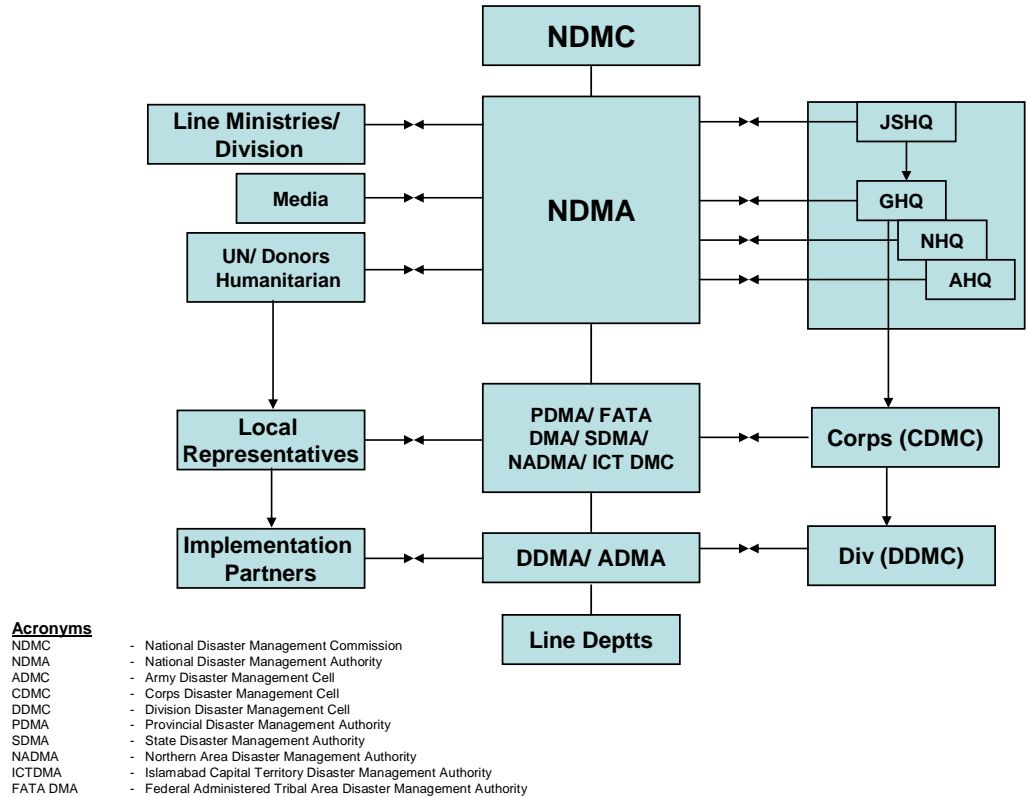 NDMC
Line Ministries/
Division
NDMA
JSHQ
Media
GHQ
UN/ Donors
Humanitarian
NHQ
AHQ
Local
Representatives
PDMA/ FATA
DMA/ SDMA/
NADMA/ ICT DMC
Corps (CDMC)
Implementation
Partners
DDMA/ ADMA
Div (DDMC)
Line Deptts
Acronyms
NDMC - National Disaster Management Commission
NDMA - National Disaster Management Authority
ADMC - Army Disaster Management Cell
CDMC - Corps Disaster Management Cell
DDMC - Division Disaster Management Cell
PDMA - Provincial Disaster Management Authority
SDMA - State Disaster Management Authority
NADMA - Northern Area Disaster Management Authority
ICTDMA - Islamabad Capital Territory Disaster Management Authority
FATA DMA - Federal Administered Tribal Area Disaster Management Authority